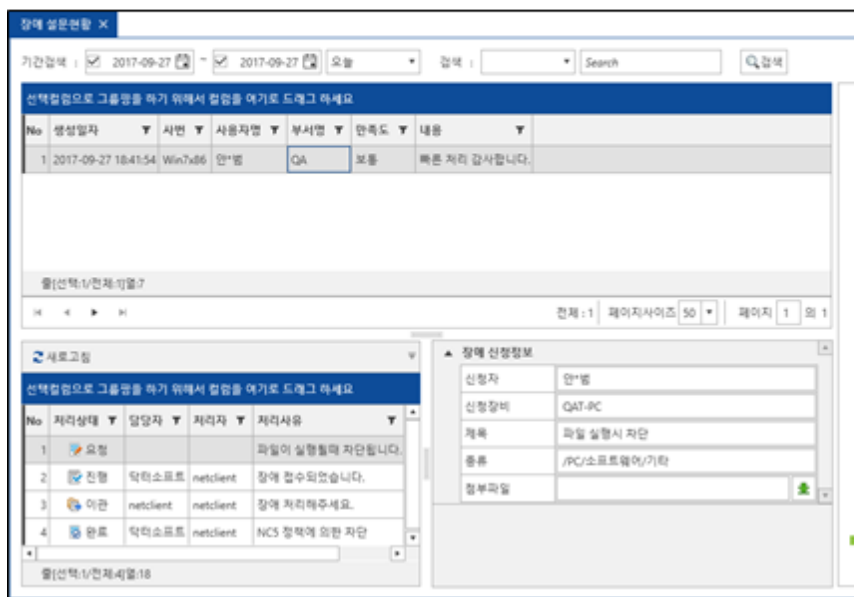 장애 설문현황 ×
기간검색 : 2017-09-27 ~ 2017-09-27 오늘 검색 : Search 검색
선택컬럼으로 그룹핑을 하기 위해서 컬럼을 여기로 드래그 하세요
No 생성일자 사번 사용자명 부서명 만족도 내용
1 2017-09-27 18:41:54 Win7x86 안*범 QA 보통 빠른 처리 감사합니다.
줄[선택:1/전체:1]열:7
전체 : 1 페이지사이즈 50 페이지 1 의 1
새로고침
선택컬럼으로 그룹핑을 하기 위해서 컬럼을 여기로 드래그 하세요
No 처리상태 담당자 처리자 처리사유
1 요청 파일이 실행될때 차단됩니다.
2 진행 닥터소프트 netclient 장애 접수되었습니다.
3 이관 netclient netclient 장애 처리해주세요.
4 완료 닥터소프트 netclient NC5 정책에 의한 차단
줄[선택:1/전체:4]열:18
장애 신청정보
신청자 안*범
신청장비 QAT-PC
제목 파일 실행시 차단
종류 /PC/소프트웨어/기타
첨부파일